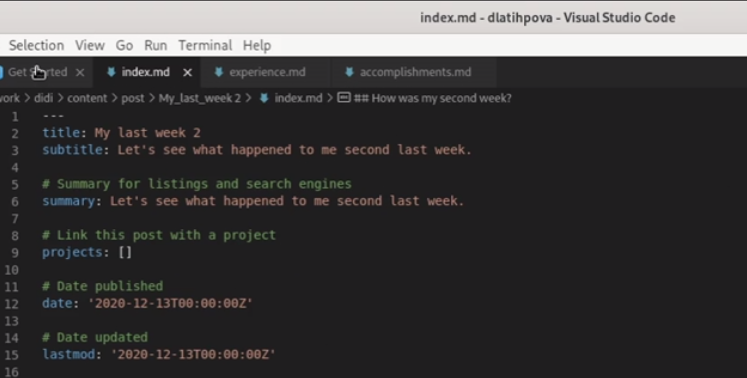 index.md - dlatihpova - Visual Studio Code
Selection View Go Run Terminal Help
Get index.md experience.md accomplishments.md
didi > content > post > My_last_week 2 > index.md > ## How was my second week?
1 ---
2 title: My last week 2
3 subtitle: Let's see what happened to me second last week.
4
5 # Summary for listings and search engines
6 summary: Let's see what happened to me second last week.
7
8 # Link this post with a project
9 projects: []
10
11 # Date published
12 date: '2020-12-13T00:00:00Z'
13
14 # Date updated
15 lastmod: '2020-12-13T00:00:00Z'
16